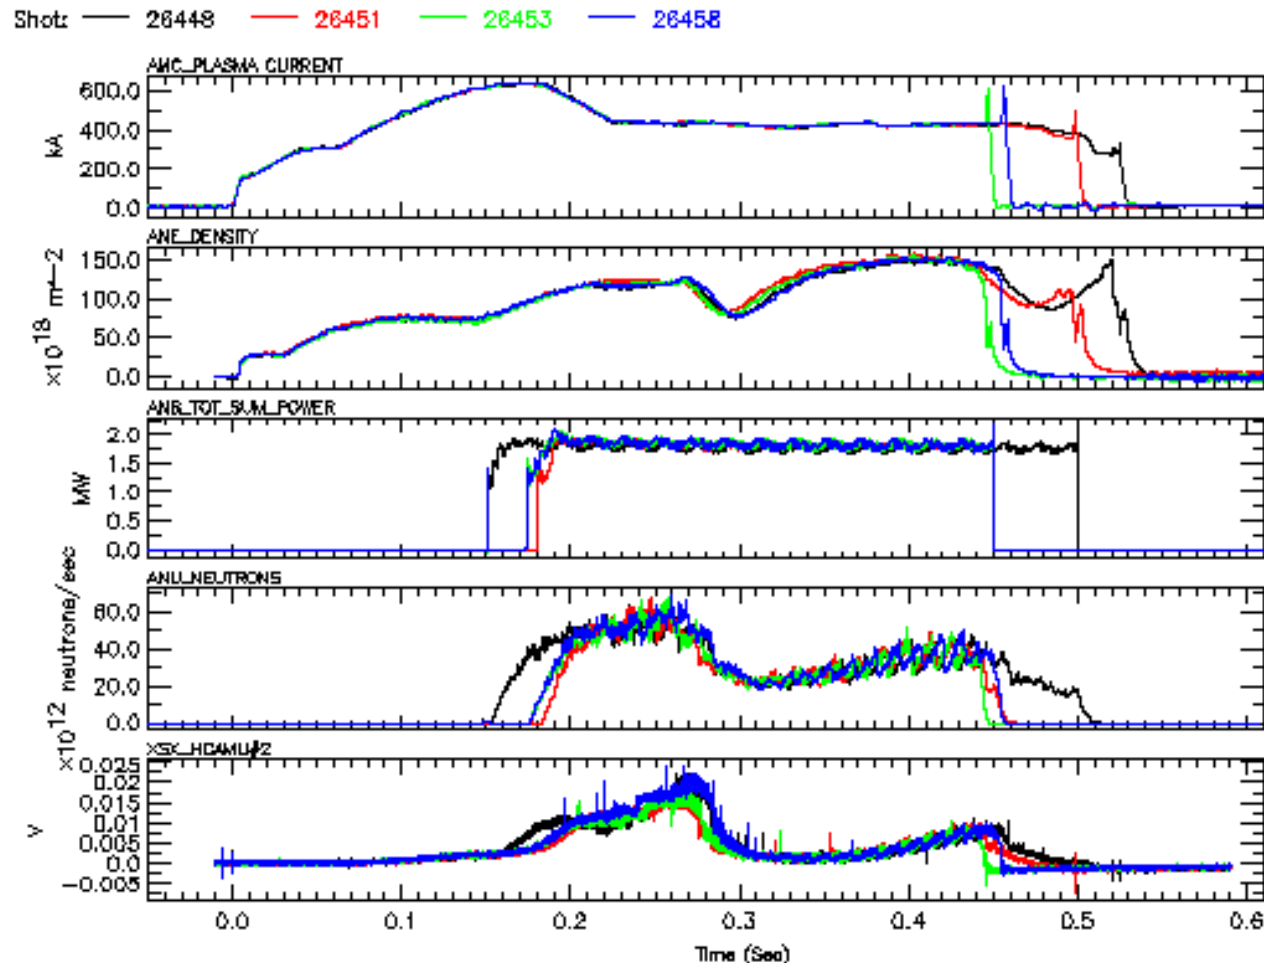 Shot: 26448 26451 26453 26458
AMC_PLASMA CURRENT
600.0
400.0
200.0
0.0
kA
ANE_DENSITY
150.0
100.0
50.0
0.0
×10^18 m^-2
ANB_TOT_SUM_POWER
2.0
1.5
1.0
0.5
0.0
MW
ANU_NEUTRONS
60.0
40.0
20.0
0.0
×10^12 neutrons/sec
XSX_HCAMU#2
0.025
0.02
0.015
0.010
0.005
0.0
-0.005
V
0.0 0.1 0.2 0.3 0.4 0.5 0.6
Time (Sec)